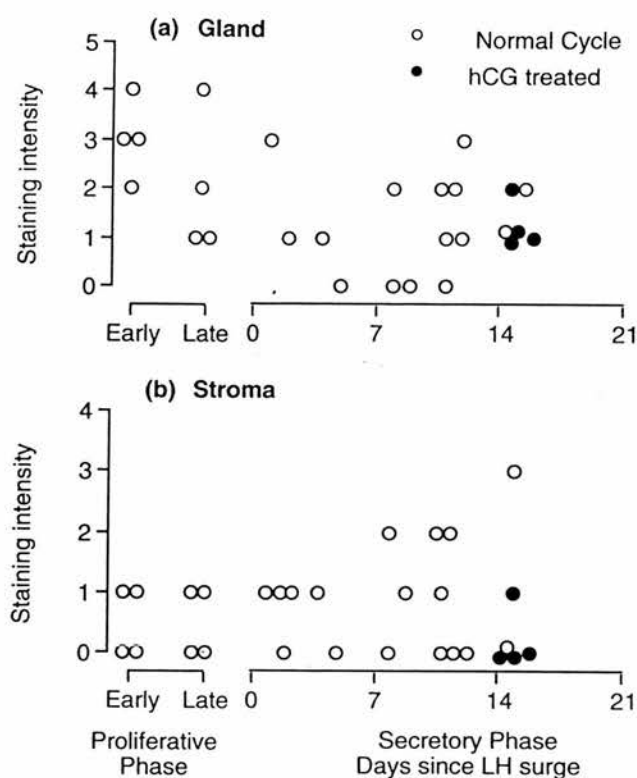 (a) Gland
Normal Cycle
hCG treated
Staining intensity
5
4
3
2
1
0
Early Late 0 7 14 21
(b) Stroma
Staining intensity
4
3
2
1
0
Early Late 0 7 14 21
Proliferative Phase
Secretory Phase
Days since LH surge